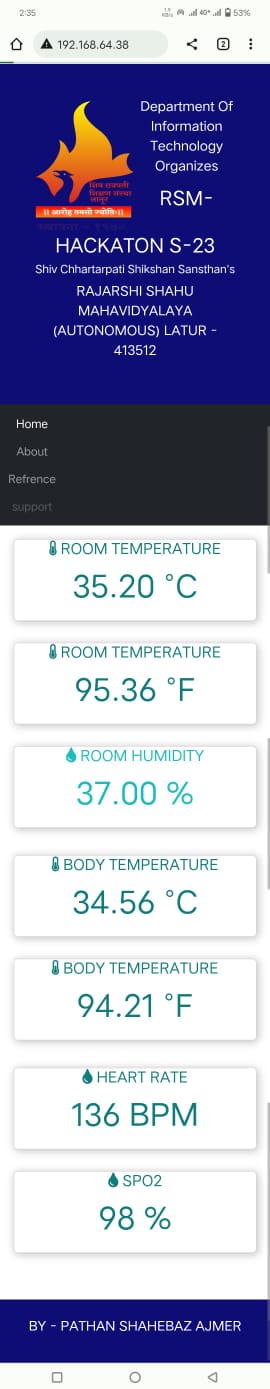 2:35
4G+
53%
192.168.64.38
2
Department Of
Information
Technology
Organizes
RSM-
शिव छत्रपती
शिक्षण संस्था
लातूर
॥ आरोह तमसो ज्योतिः॥
HACKATON S-23
Shiv Chhartarpati Shikshan Sansthan's
RAJARSHI SHAHU
MAHAVIDYALAYA
(AUTONOMOUS) LATUR -
413512
Home
About
Refrence
support
ROOM TEMPERATURE
35.20 °C
ROOM TEMPERATURE
95.36 °F
ROOM HUMIDITY
37.00 %
BODY TEMPERATURE
34.56 °C
BODY TEMPERATURE
94.21 °F
HEART RATE
136 BPM
SPO2
98 %
BY - PATHAN SHAHEBAZ AJMER